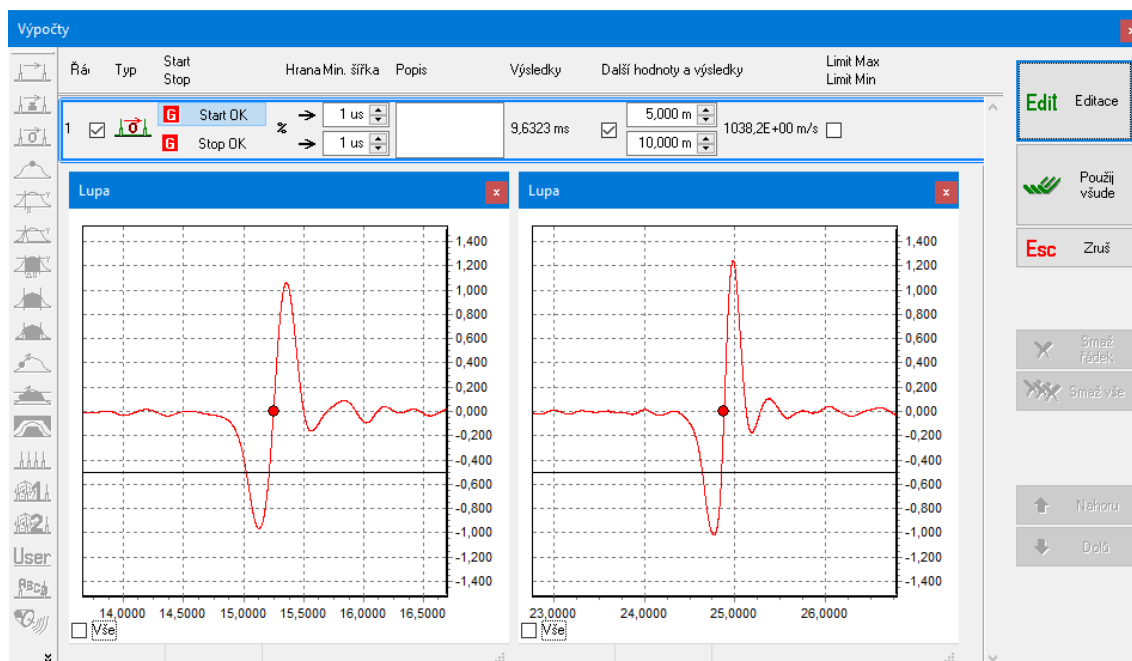 Výpočty
x
Řá
Typ
Start
Stop
Hrana
Min. šířka
Popis
Výsledky
Další hodnoty a výsledky
Limit Max
Limit Min
1
G
Start OK
G
Stop OK
%
1 us
1 us
9,6323 ms
5,000 m
10,000 m
1038,2E+00 m/s
Edit Editace
Použij
všude
Esc Zruš
Smaž
řádek
Smaž vše
Nahoru
Dolů
1
2
User
Lupa
x
1,400
1,200
1,000
0,800
0,600
0,400
0,200
0,000
-0,200
-0,400
-0,600
-0,800
-1,000
-1,200
-1,400
14,0000 14,5000 15,0000 15,5000 16,0000 16,5000
Vše
Lupa
x
1,400
1,200
1,000
0,800
0,600
0,400
0,200
0,000
-0,200
-0,400
-0,600
-0,800
-1,000
-1,200
-1,400
23,0000 24,0000 25,0000 26,0000
Vše